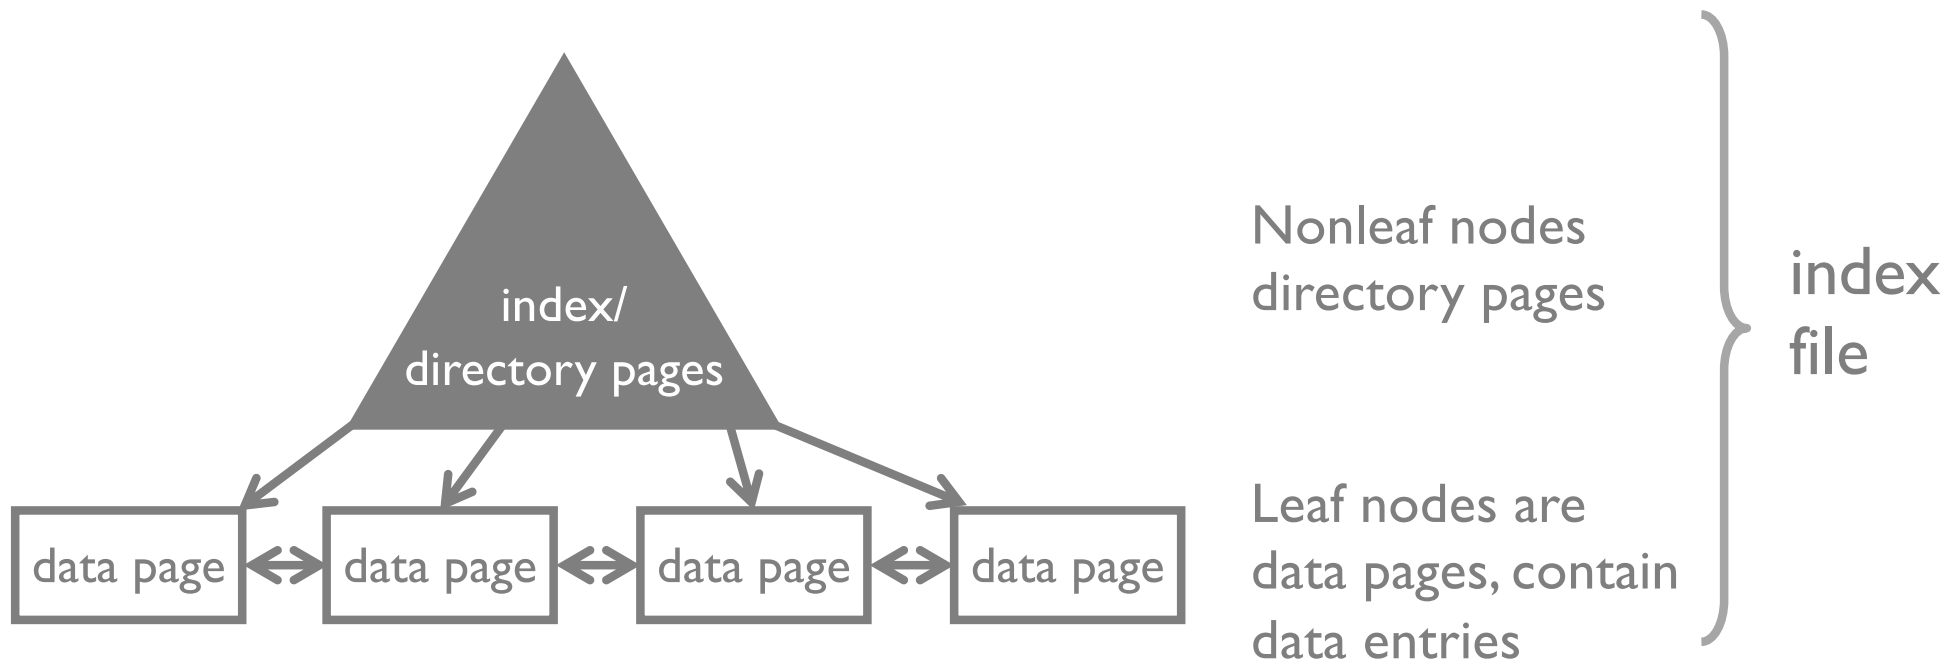 index/
directory pages
data page
data page
data page
data page
Nonleaf nodes
directory pages
Leaf nodes are
data pages, contain
data entries
index
file